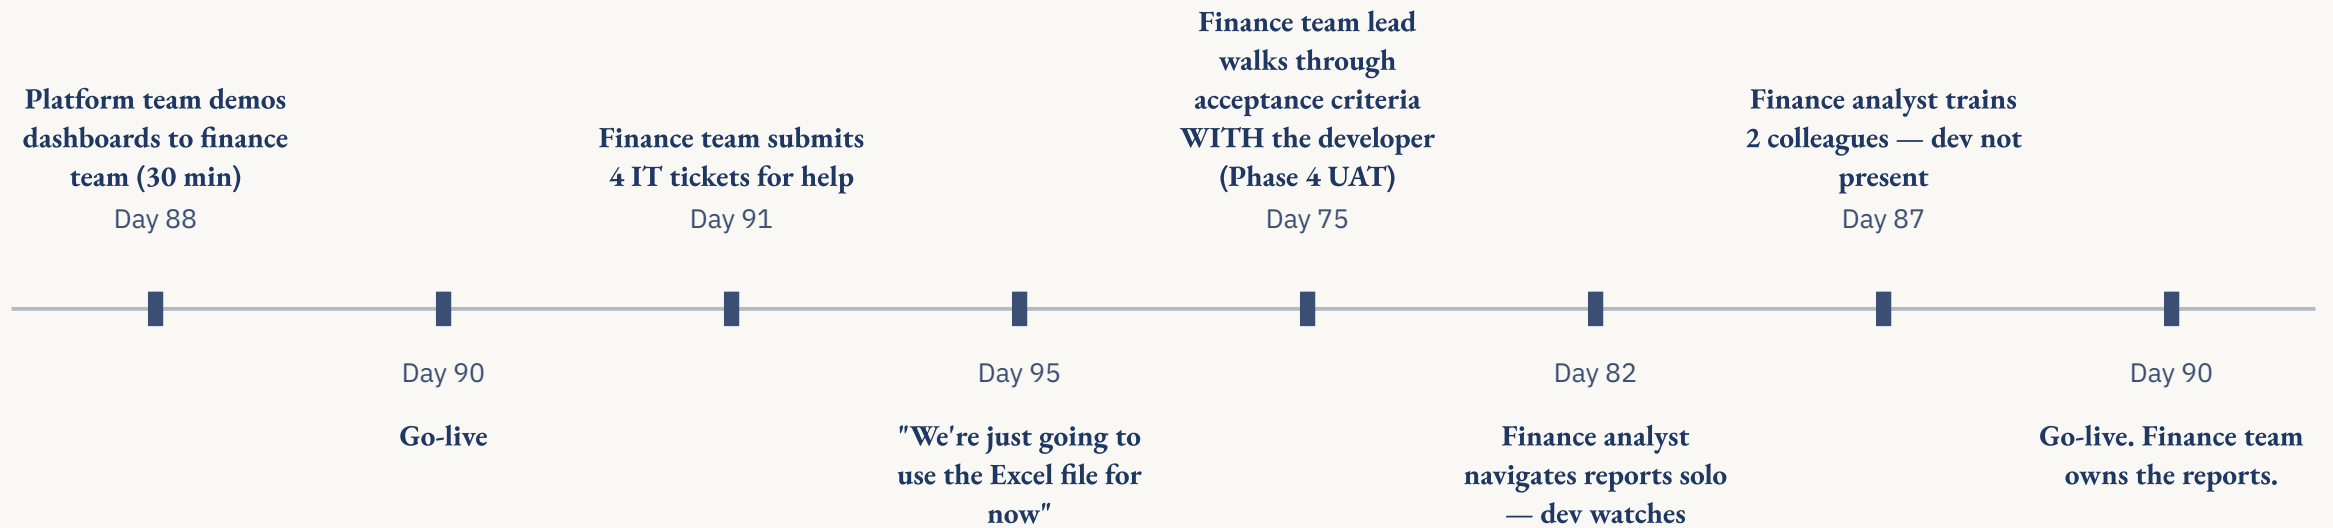 Platform team demos
dashboards to finance
team (30 min)
Day 88
Day 90
Go-live
Finance team submits
4 IT tickets for help
Day 91
Day 95
"We're just going to
use the Excel file for
now"
Finance team lead
walks through
acceptance criteria
WITH the developer
(Phase 4 UAT)
Day 75
Day 82
Finance analyst
navigates reports solo
— dev watches
Finance analyst trains
2 colleagues — dev not
present
Day 87
Day 90
Go-live. Finance team
owns the reports.